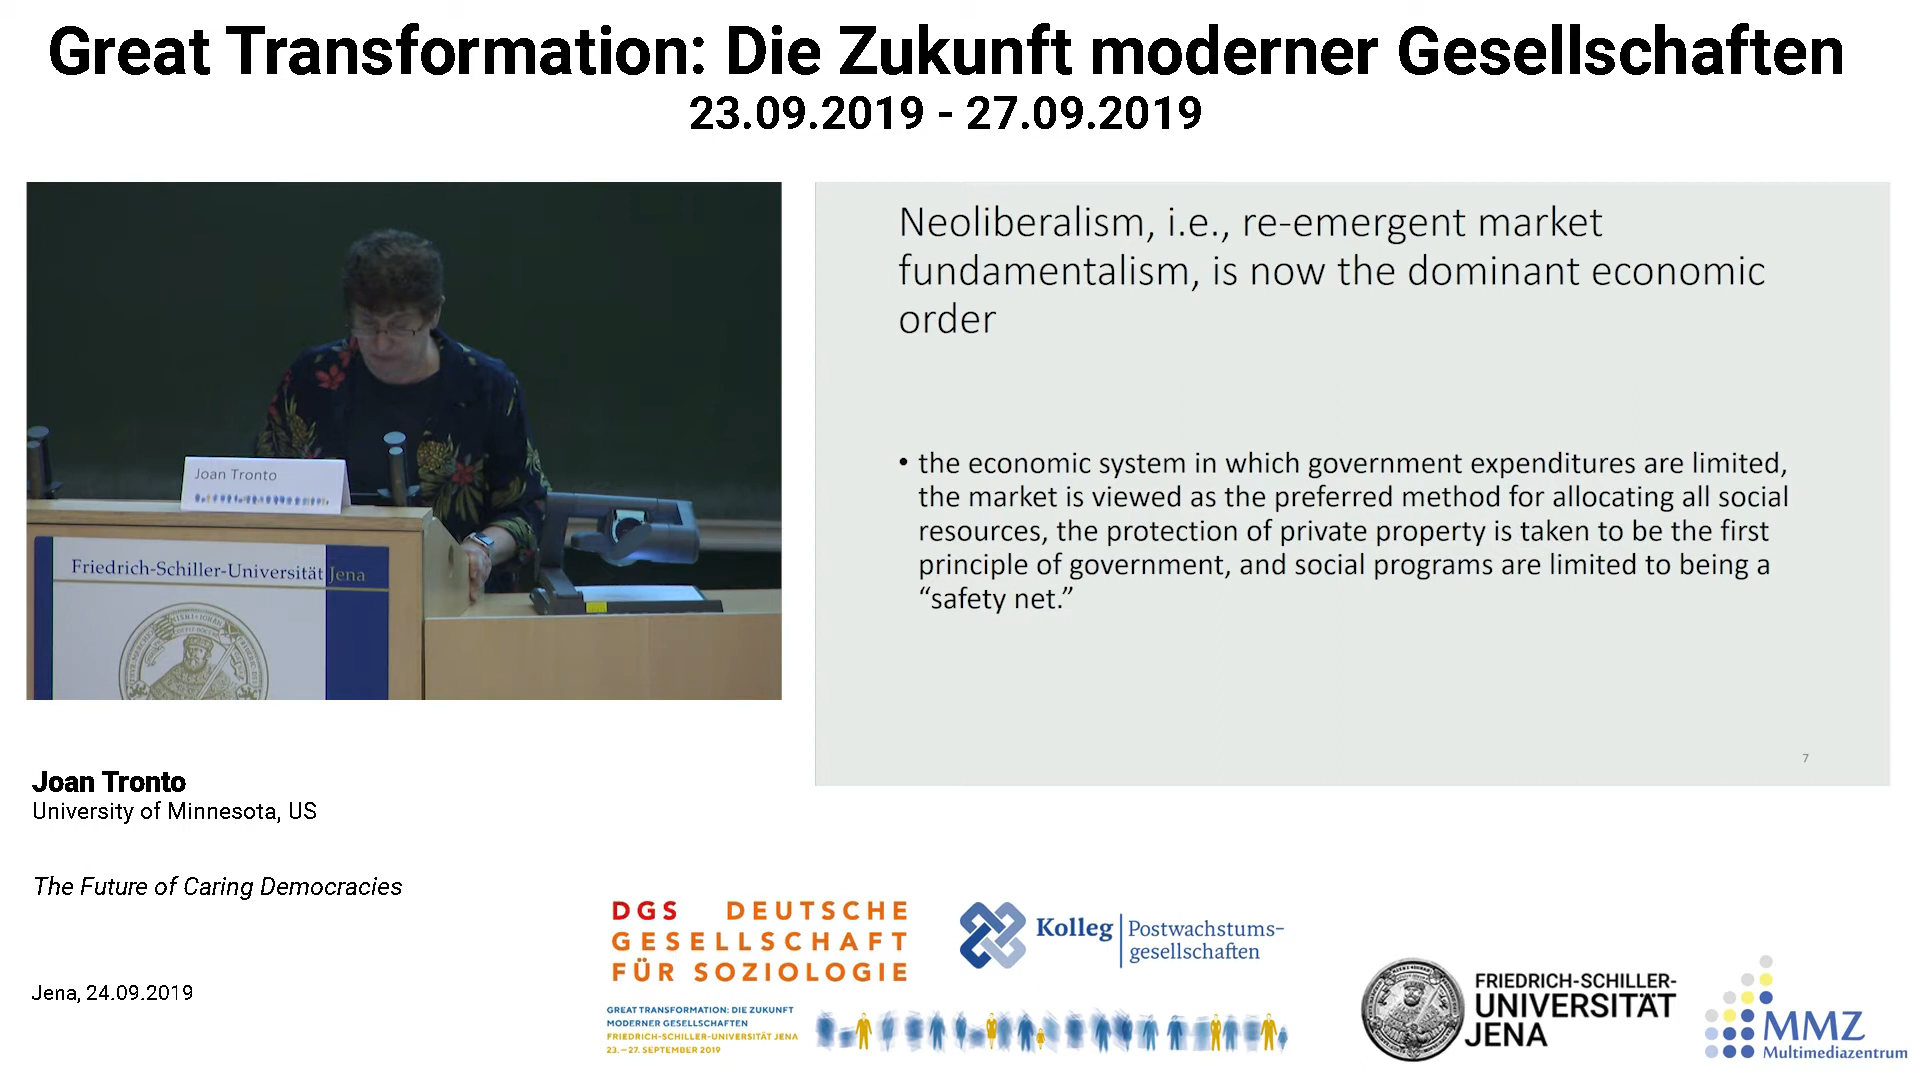 Great Transformation: Die Zukunft moderner Gesellschaften
23.09.2019 - 27.09.2019
Neoliberalism, i.e., re-emergent market
fundamentalism, is now the dominant economic
order
• the economic system in which government expenditures are limited,
the market is viewed as the preferred method for allocating all social
resources, the protection of private property is taken to be the first
principle of government, and social programs are limited to being a
“safety net.”
7
Joan Tronto
Friedrich-Schiller-Universität Jena
Joan Tronto
University of Minnesota, US
The Future of Caring Democracies
Jena, 24.09.2019
DGS DEUTSCHE
GESELLSCHAFT
FÜR SOZIOLOGIE
GREAT TRANSFORMATION: DIE ZUKUNFT
MODERNER GESELLSCHAFTEN
FRIEDRICH-SCHILLER-UNIVERSITÄT JENA
23.—27. SEPTEMBER 2019
Kolleg Postwachstums-
gesellschaften
FRIEDRICH-SCHILLER-
UNIVERSITÄT
JENA
MMZ
Multimediazentrum